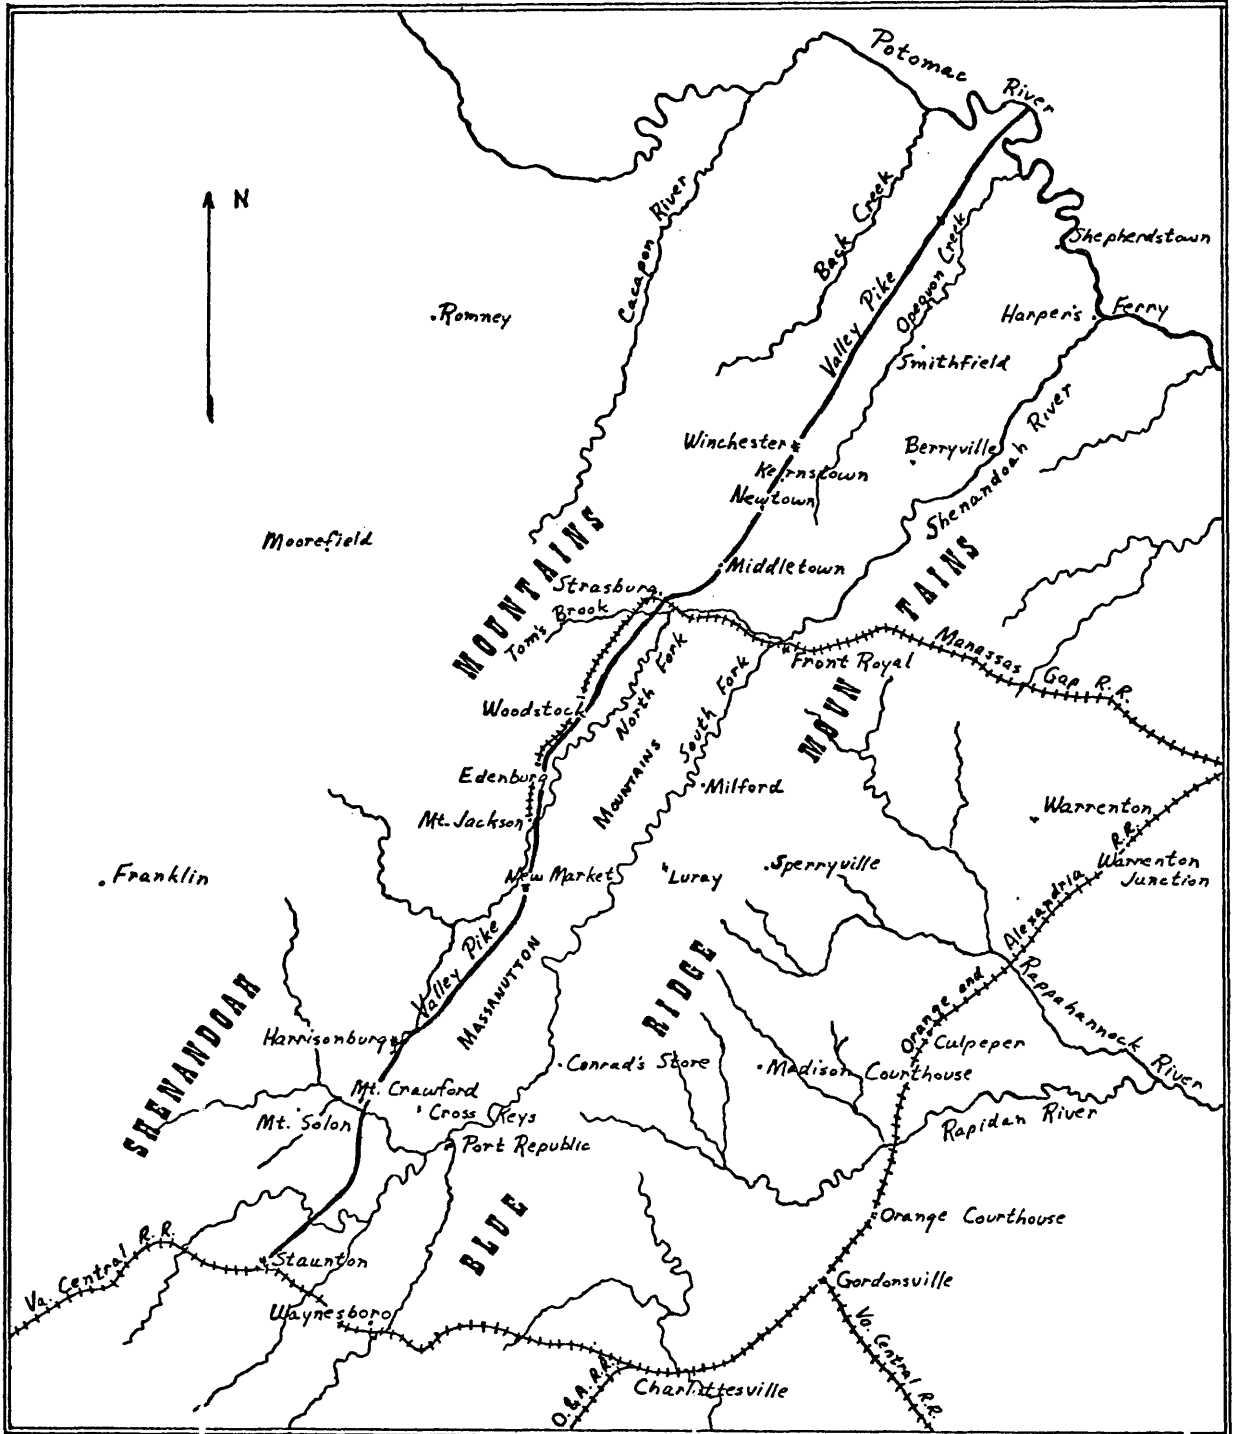 Potomac River
N
Cacapon River
Back Creek
Shepherdstown
Opequon Creek
Valley Pike
Romney
Harper's Ferry
Smithfield
Shenandoah River
Winchester
Berryville
Kernstown
Newtown
Moorefield
MOUNTAINS
Middletown
Strasburg
Tom's Brook
Front Royal
Manassas Gap R.R.
MOUN TAINS
Woodstock
North Fork
South Fork
Edenburg
MOUNTAINS
Milford
Mt. Jackson
Warrenton
Franklin
New Market
Luray
Sperryville
Warrenton
Junction
Orange and Alexandria R.R.
Valley Pike
MASSANUTTON
RIDGE
SHENANDOAH
Rappahannock River
Harrisonburg
Culpeper
Conrad's Store
Madison Courthouse
Mt. Crawford
Cross Keys
Mt. Solon
Rapidan River
Port Republic
BLUE
Orange Courthouse
Va. Central R.R.
Staunton
Gordonsville
Waynesboro
Va. Central R.R.
O.&A. R.R.
Charlottesville